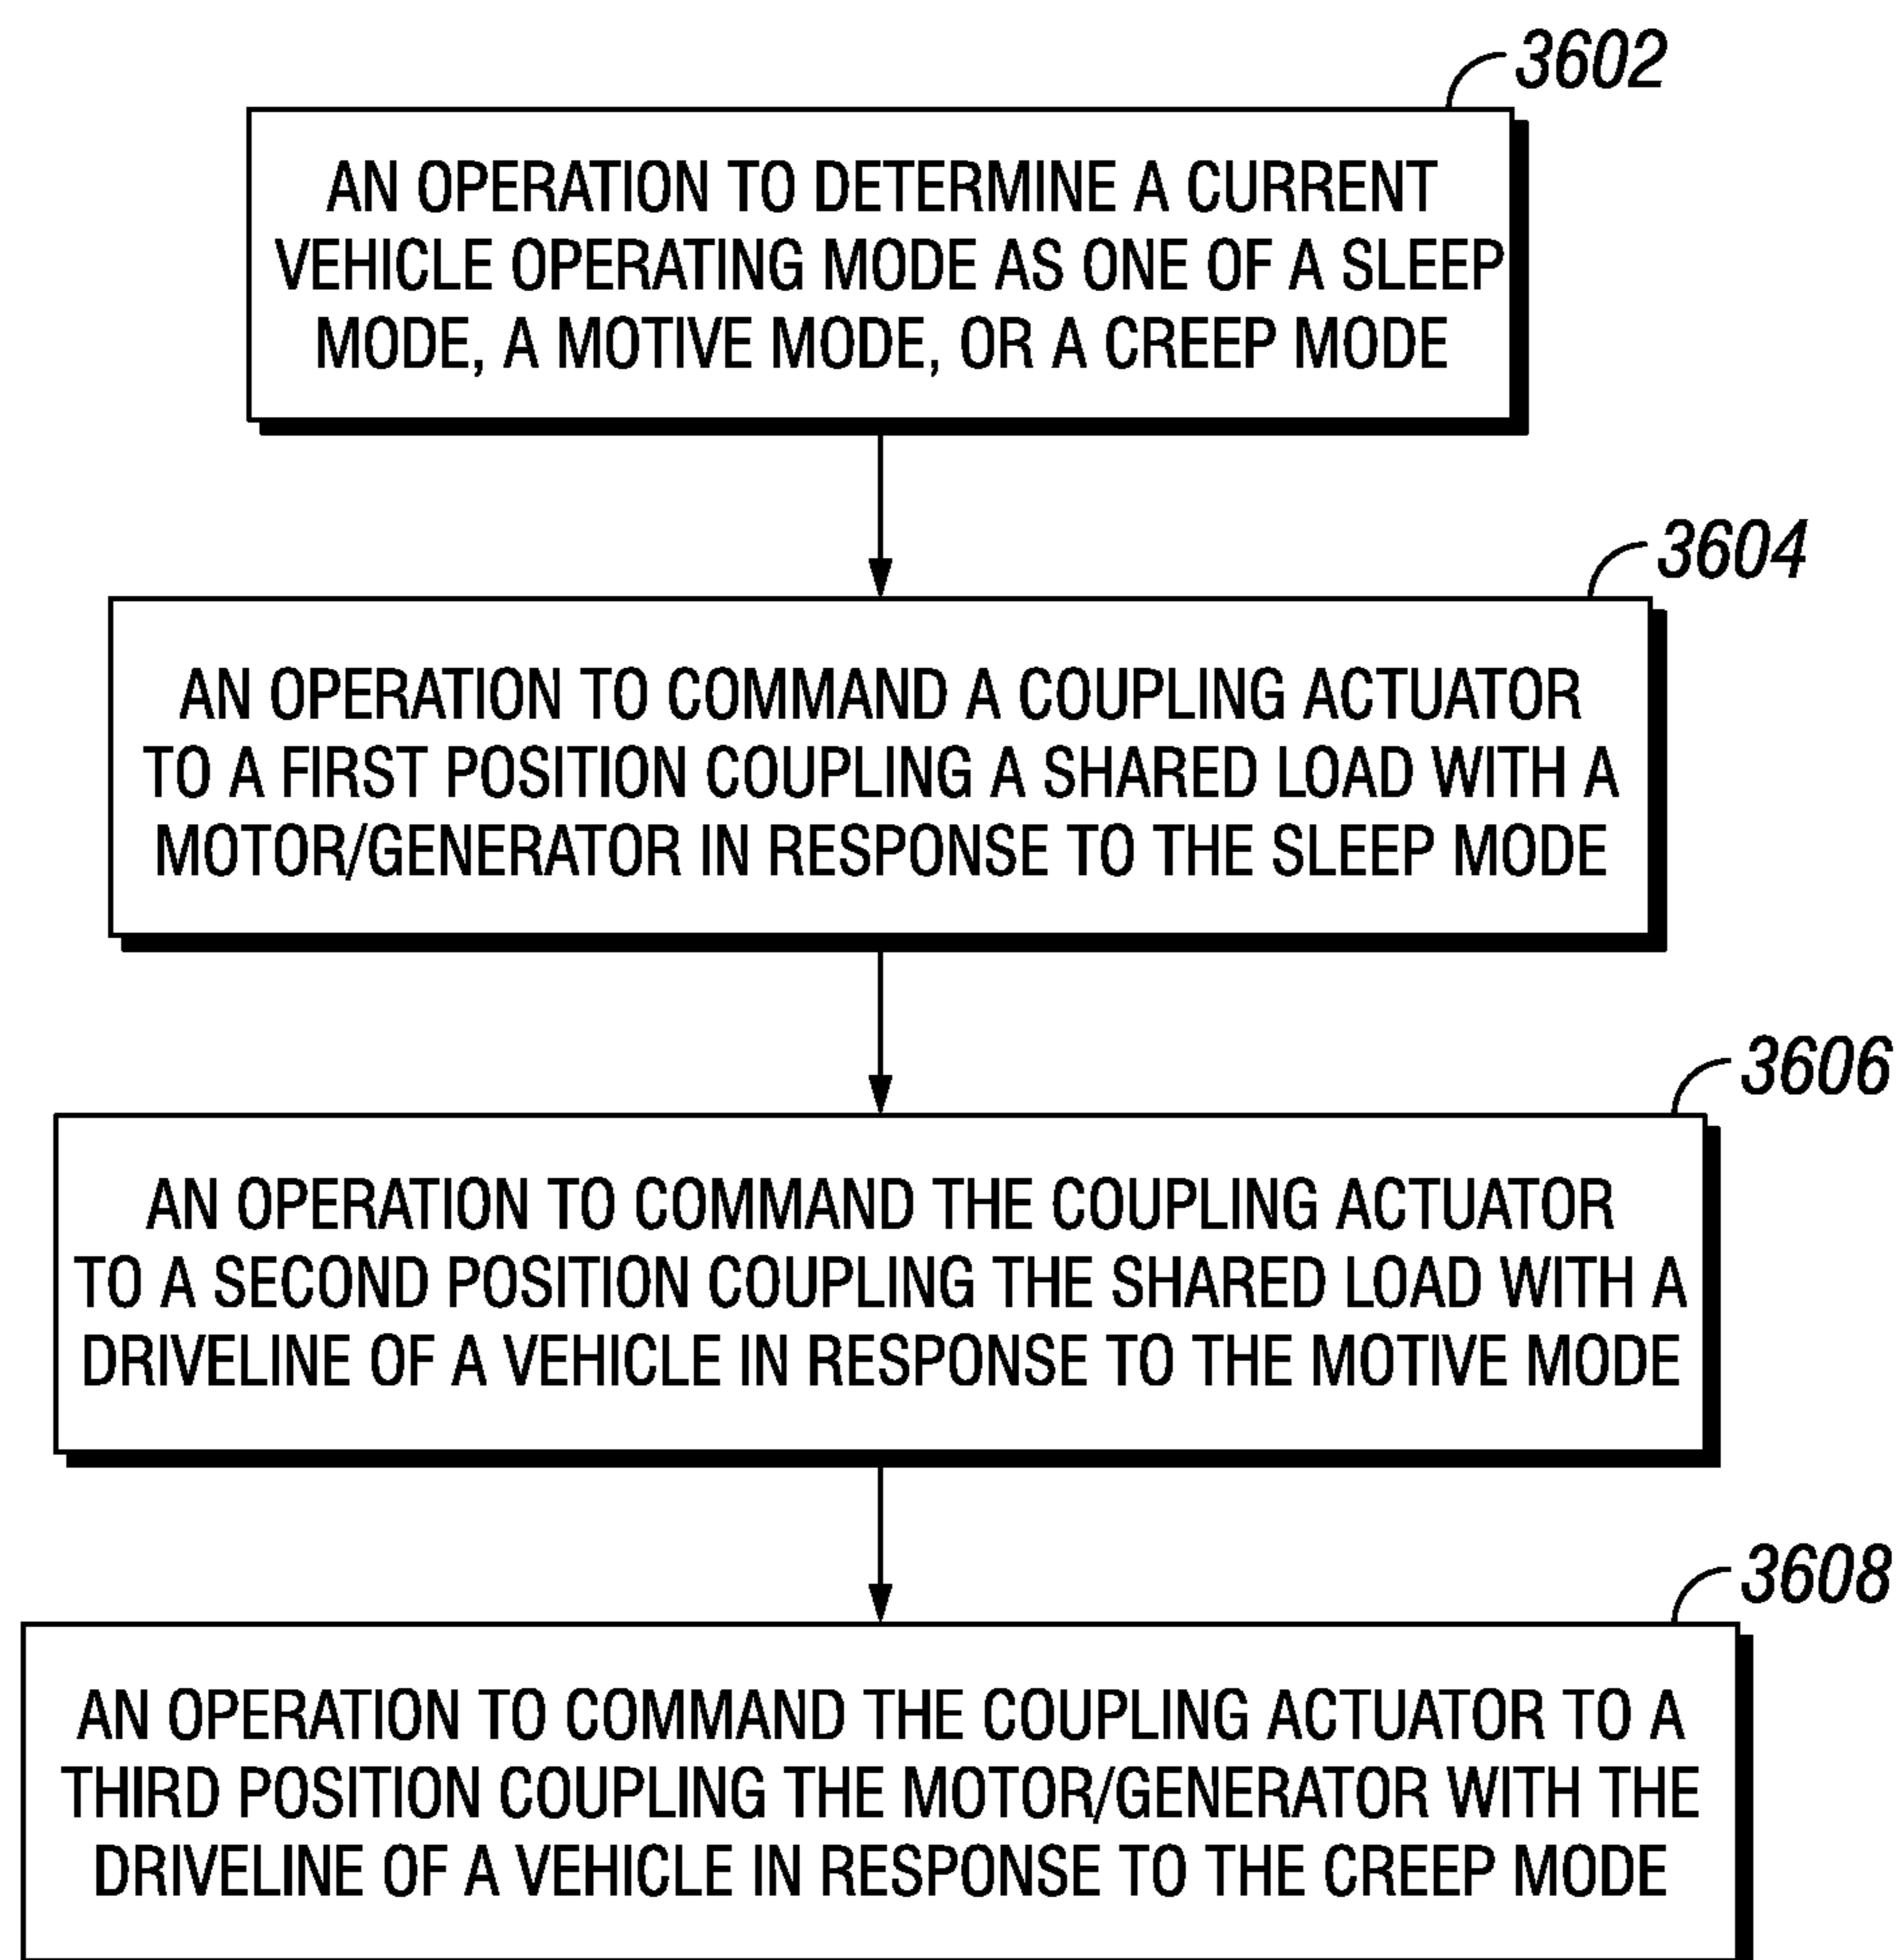 3602
AN OPERATION TO DETERMINE A CURRENT
VEHICLE OPERATING MODE AS ONE OF A SLEEP
MODE, A MOTIVE MODE, OR A CREEP MODE
3604
AN OPERATION TO COMMAND A COUPLING ACTUATOR
TO A FIRST POSITION COUPLING A SHARED LOAD WITH A
MOTOR/GENERATOR IN RESPONSE TO THE SLEEP MODE
3606
AN OPERATION TO COMMAND THE COUPLING ACTUATOR
TO A SECOND POSITION COUPLING THE SHARED LOAD WITH A
DRIVELINE OF A VEHICLE IN RESPONSE TO THE MOTIVE MODE
3608
AN OPERATION TO COMMAND THE COUPLING ACTUATOR TO A
THIRD POSITION COUPLING THE MOTOR/GENERATOR WITH THE
DRIVELINE OF A VEHICLE IN RESPONSE TO THE CREEP MODE